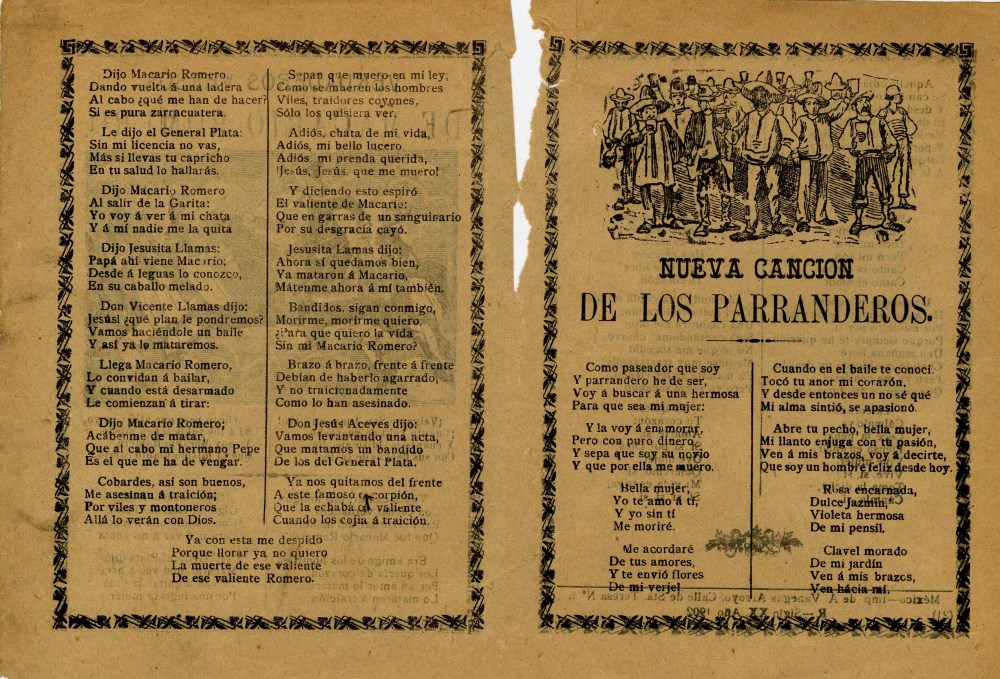 Dijo Macario Romero.
Dando vuelta á una ladera
Al cabo ¿qué me han de hacer?
Si es pura zarracuatera.
Le dijo el General Plata:
Sin mi licencia no vas,
Más si llevas tu capricho
En tu salud lo hallarás.
Dijo Macario Romero
Al salir de la Garita:
Yo voy á ver á mi chata
Y á mí nadie me la quita
Dijo Jesusita Llamas:
Papá ahí viene Macario;
Desde á leguas lo conozco,
En su caballo melado.
Don Vicente Llamas dijo:
Jesús! ¿qué plan le pondremos?
Vamos haciéndole un baile
Y así ya lo mataremos.
Llega Macario Romero,
Lo convidan á bailar,
Y cuando está desarmado
Le comienzan á tirar:
Dijo Macario Romero;
Acábenme de matar,
Que al cabo mi hermano Pepe
Es el que me ha de vengar.
Cobardes, así son buenos,
Me asesinan á traición;
Por viles y montoneros
Allá lo verán con Dios.
Sepan que muero en mi ley,
Como se mueren los hombres
Viles, traidores coyones,
Sólo los quisiera ver.
Adiós, chata de mi vida,
Adiós, mi bello lucero
Adiós, mi prenda querida,
¡Jesús, Jesús, que me muero!
Y diciendo esto espiró
El valiente de Macario:
Que en garras de un sanguinario
Por su desgracia cayó.
Jesusita Lamas dijo:
Ahora sí quedamos bien,
Ya mataron á Macario,
Mátenme ahora á mí también.
Bandidos, sigan conmigo,
Morirme, morirme quiero,
¿Para que quiero la vida
Sin mi Macario Romero?
Brazo á brazo, frente á frente
Debían de haberlo agarrado,
Y no traicionadamente
Como lo han asesinado.
Don Jesús Aceves dijo:
Vamos levantando una acta,
Que matamos un bandido
De los del General Plata.
Ya nos quitamos del frente
A este famoso escorpión,
Que la echaba de valiente
Cuando los cojía á traición.
Ya con esta me despido
Porque llorar ya no quiero
La muerte de ese valiente
De ese valiente Romero.
NUEVA CANCION
DE LOS PARRANDEROS.
Como paseador que soy
Y parrandero he de ser,
Voy á buscar á una hermosa
Para que sea mi mujer:
Y la voy á enamorar,
Pero con puro dinero
Y sepa que soy su novio
Y que por ella me muero.
Bella mujer,
Yo te amo á tí,
Y yo sin tí
Me moriré.
Me acordaré
De tus amores,
Y te envió flores
De mi verjel
Cuando en el baile te conocí.
Tocó tu amor mi corazón,
Y desde entonces un no sé qué
Mi alma sintió, se apasionó.
Abre tu pecho, bella mujer,
Mi llanto enjuga con tu pasión,
Ven á mis brazos, voy á decirte,
Que soy un hombre feliz desde hoy.
Rosa encarnada,
Dulce Jazmín,
Violeta hermosa
De mi pensil.
Clavel morado
De mi jardín
Ven á mis brazos,
Ven hácia mí.